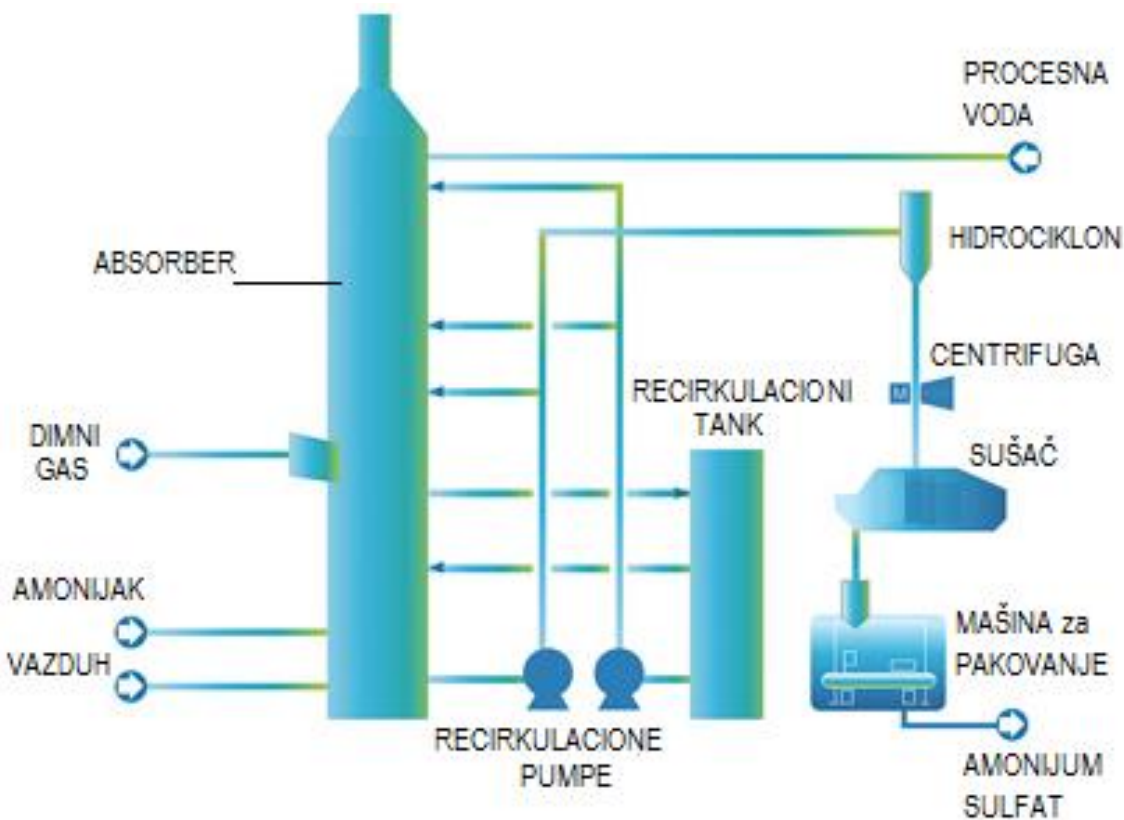 PROCESNA
VODA
HIDROCIKLON
ABSORBER
CENTRIFUGA
M
RECIRKULACIONI
TANK
DIMNI
GAS
SUŠAČ
AMONIJAK
VAZDUH
MAŠINA za
PAKOVANJE
RECIRKULACIONE
PUMPE
AMONIJUM
SULFAT